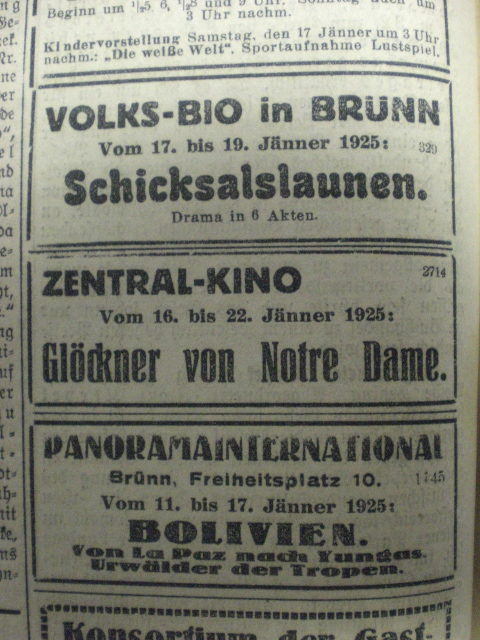 Beginn um ½5, 6, ½8 und 9 Uhr. Sonntag auch um
3 Uhr nachm.
Kindervorstellung Samstag, den 17 Jänner um 3 Uhr
nachm.: „Die weiße Welt“. Sportaufnahme Lustspiel.
VOLKS-BIO in BRÜNN
Vom 17. bis 19. Jänner 1925: 329
Schicksalslaunen.
Drama in 6 Akten.
ZENTRAL-KINO 2714
Vom 16. bis 22. Jänner 1925:
Glöckner von Notre Dame.
PANORAMAINTERNATIONAL
Brünn, Freiheitsplatz 10. 1145
Vom 11. bis 17. Jänner 1925:
BOLIVIEN.
Von La Paz nach Yungas.
Urwälder der Tropen.
Konsortium der Gast